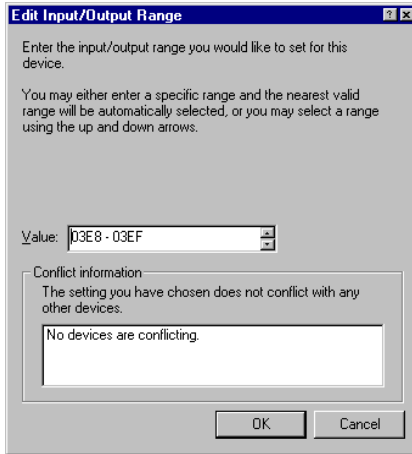 Edit Input/Output Range
Enter the input/output range you would like to set for this
device.
You may either enter a specific range and the nearest valid
range will be automatically selected, or you may select a range
using the up and down arrows.
Value: 03E8 - 03EF
Conflict information
The setting you have chosen does not conflict with any
other devices.
No devices are conflicting.
OK Cancel